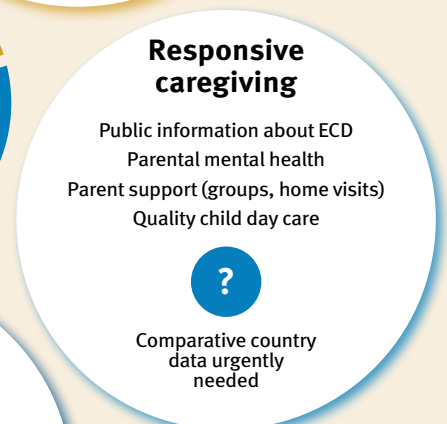 Responsive
caregiving
Public information about ECD
Parental mental health
Parent support (groups, home visits)
Quality child day care
?
Comparative country
data urgently
needed